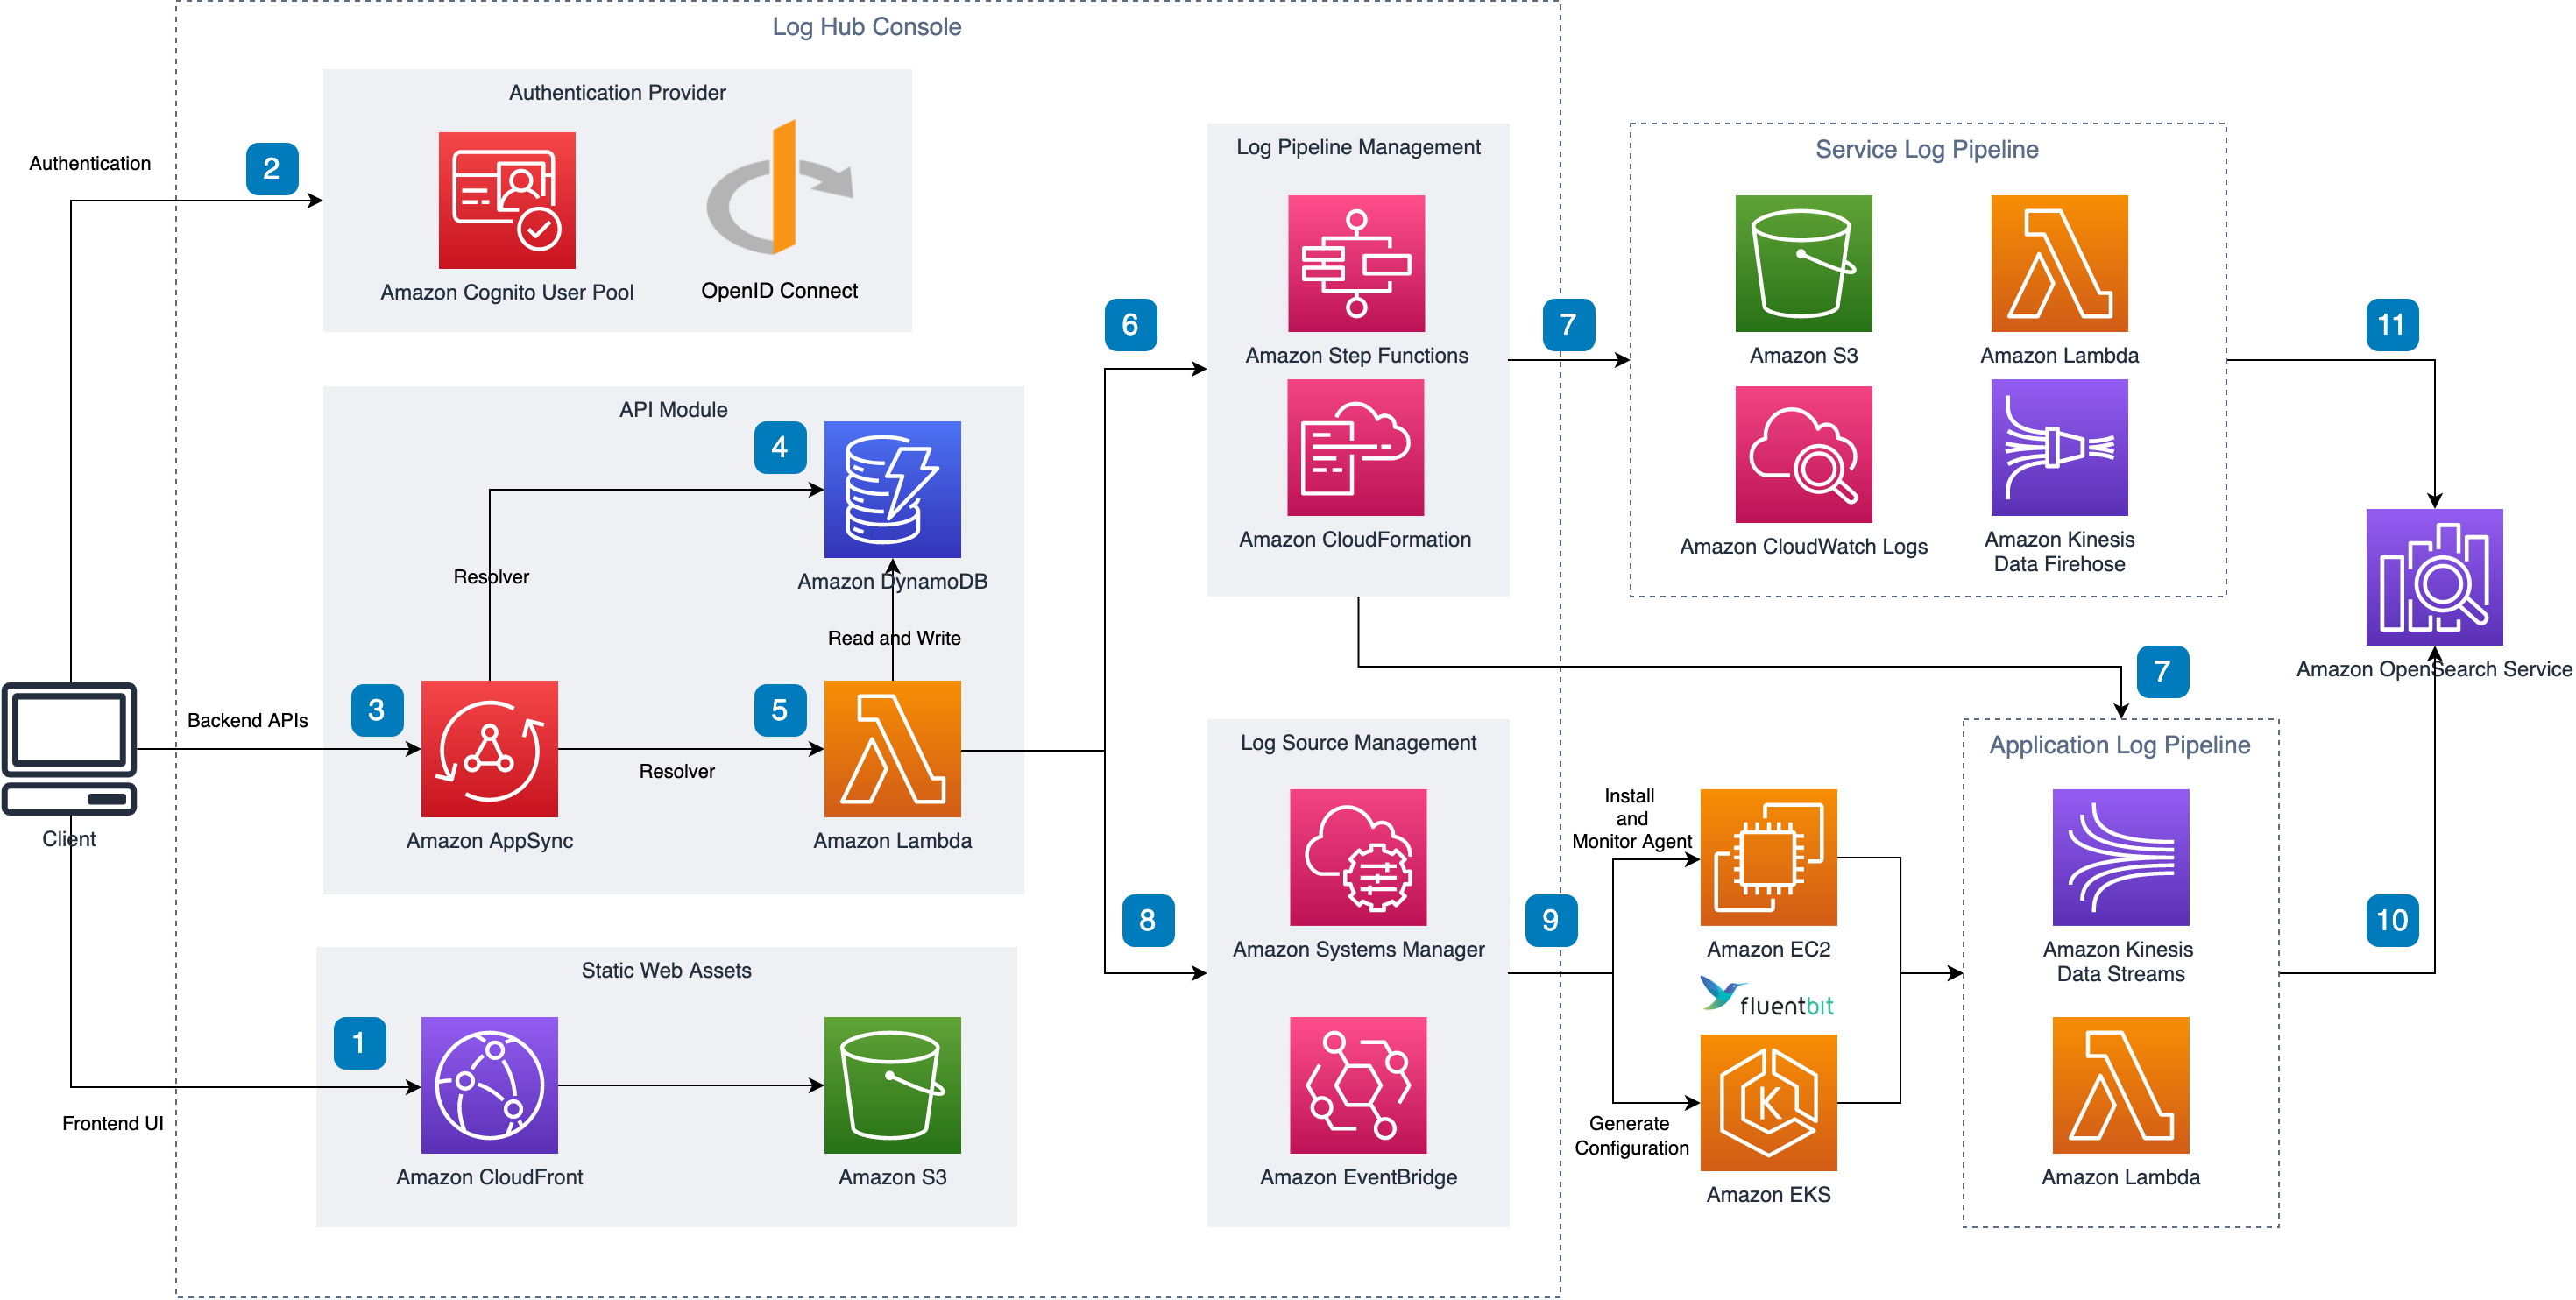 Log Hub Console
Authentication Provider
Authentication
2
Amazon Cognito User Pool
OpenID Connect
API Module
4
Amazon DynamoDB
Resolver
Read and Write
Client
Backend APIs
3
Amazon AppSync
Resolver
5
Amazon Lambda
Static Web Assets
1
Frontend UI
Amazon CloudFront
Amazon S3
6
Log Pipeline Management
Amazon Step Functions
Amazon CloudFormation
7
Service Log Pipeline
Amazon S3
Amazon Lambda
Amazon CloudWatch Logs
Amazon Kinesis
Data Firehose
11
Amazon OpenSearch Service
7
8
Log Source Management
Amazon Systems Manager
Amazon EventBridge
9
Install
and
Monitor Agent
Amazon EC2
fluentbit
Generate
Configuration
K
Amazon EKS
Application Log Pipeline
Amazon Kinesis
Data Streams
Amazon Lambda
10